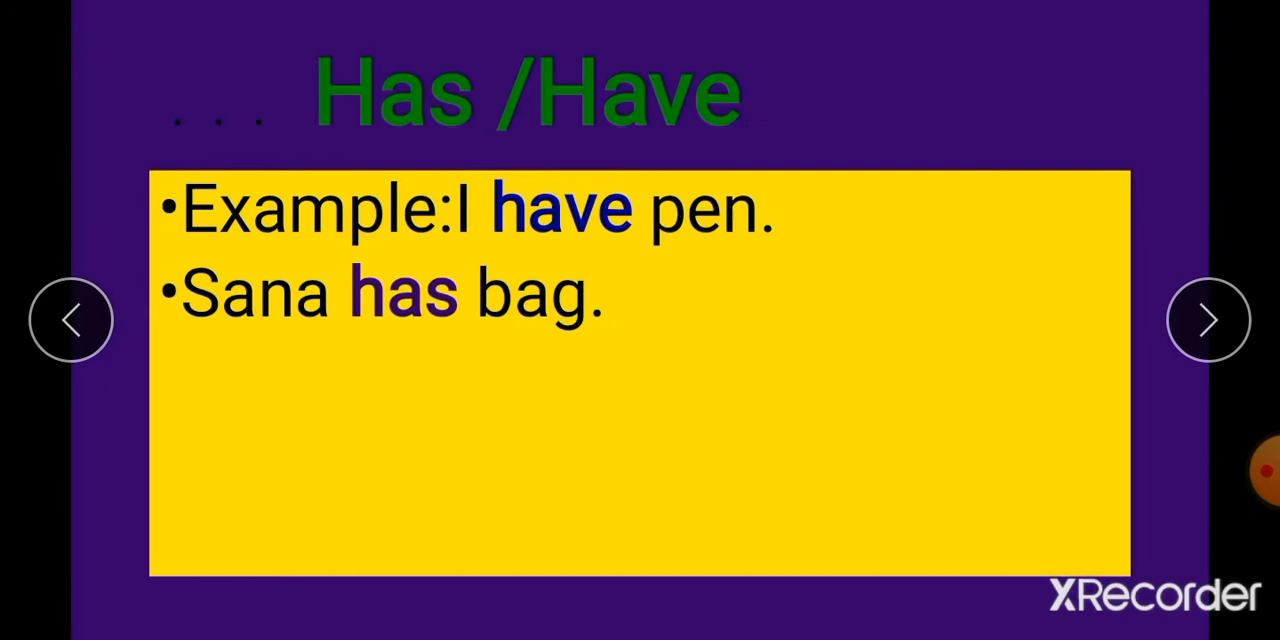 . . . Has /Have
•Example:I have pen.
•Sana has bag.
XRecorder